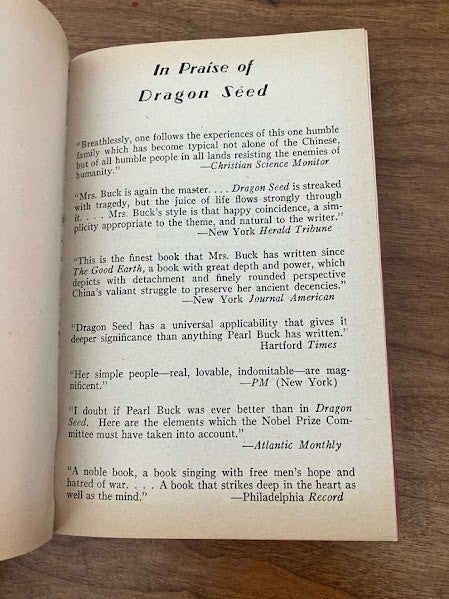 In Praise of
Dragon Séed
"Breathlessly, one follows the experiences of this one humble
family which has become typical not alone of the Chinese,
but of all humble people in all lands resisting the enemies of
humanity." —Christian Science Monitor
"Mrs. Buck is again the master. . . . Dragon Seed is streaked
with tragedy, but the juice of life flows strongly through
it. . . . Mrs. Buck's style is that happy coincidence, a sim-
plicity appropriate to the theme, and natural to the writer."
—New York Herald Tribune
"This is the finest book that Mrs. Buck has written since
The Good Earth, a book with great depth and power, which
depicts with detachment and finely rounded perspective
China's valiant struggle to preserve her ancient decencies."
—New York Journal American
"Dragon Seed has a universal applicability that gives it
deeper significance than anything Pearl Buck has written."
Hartford Times
"Her simple people—real, lovable, indomitable—are mag-
nificent." —PM (New York)
"I doubt if Pearl Buck was ever better than in Dragon
Seed. Here are the elements which the Nobel Prize Com-
mittee must have taken into account."
—Atlantic Monthly
"A noble book, a book singing with free men's hope and
hatred of war. . . . A book that strikes deep in the heart as
well as the mind." —Philadelphia Record